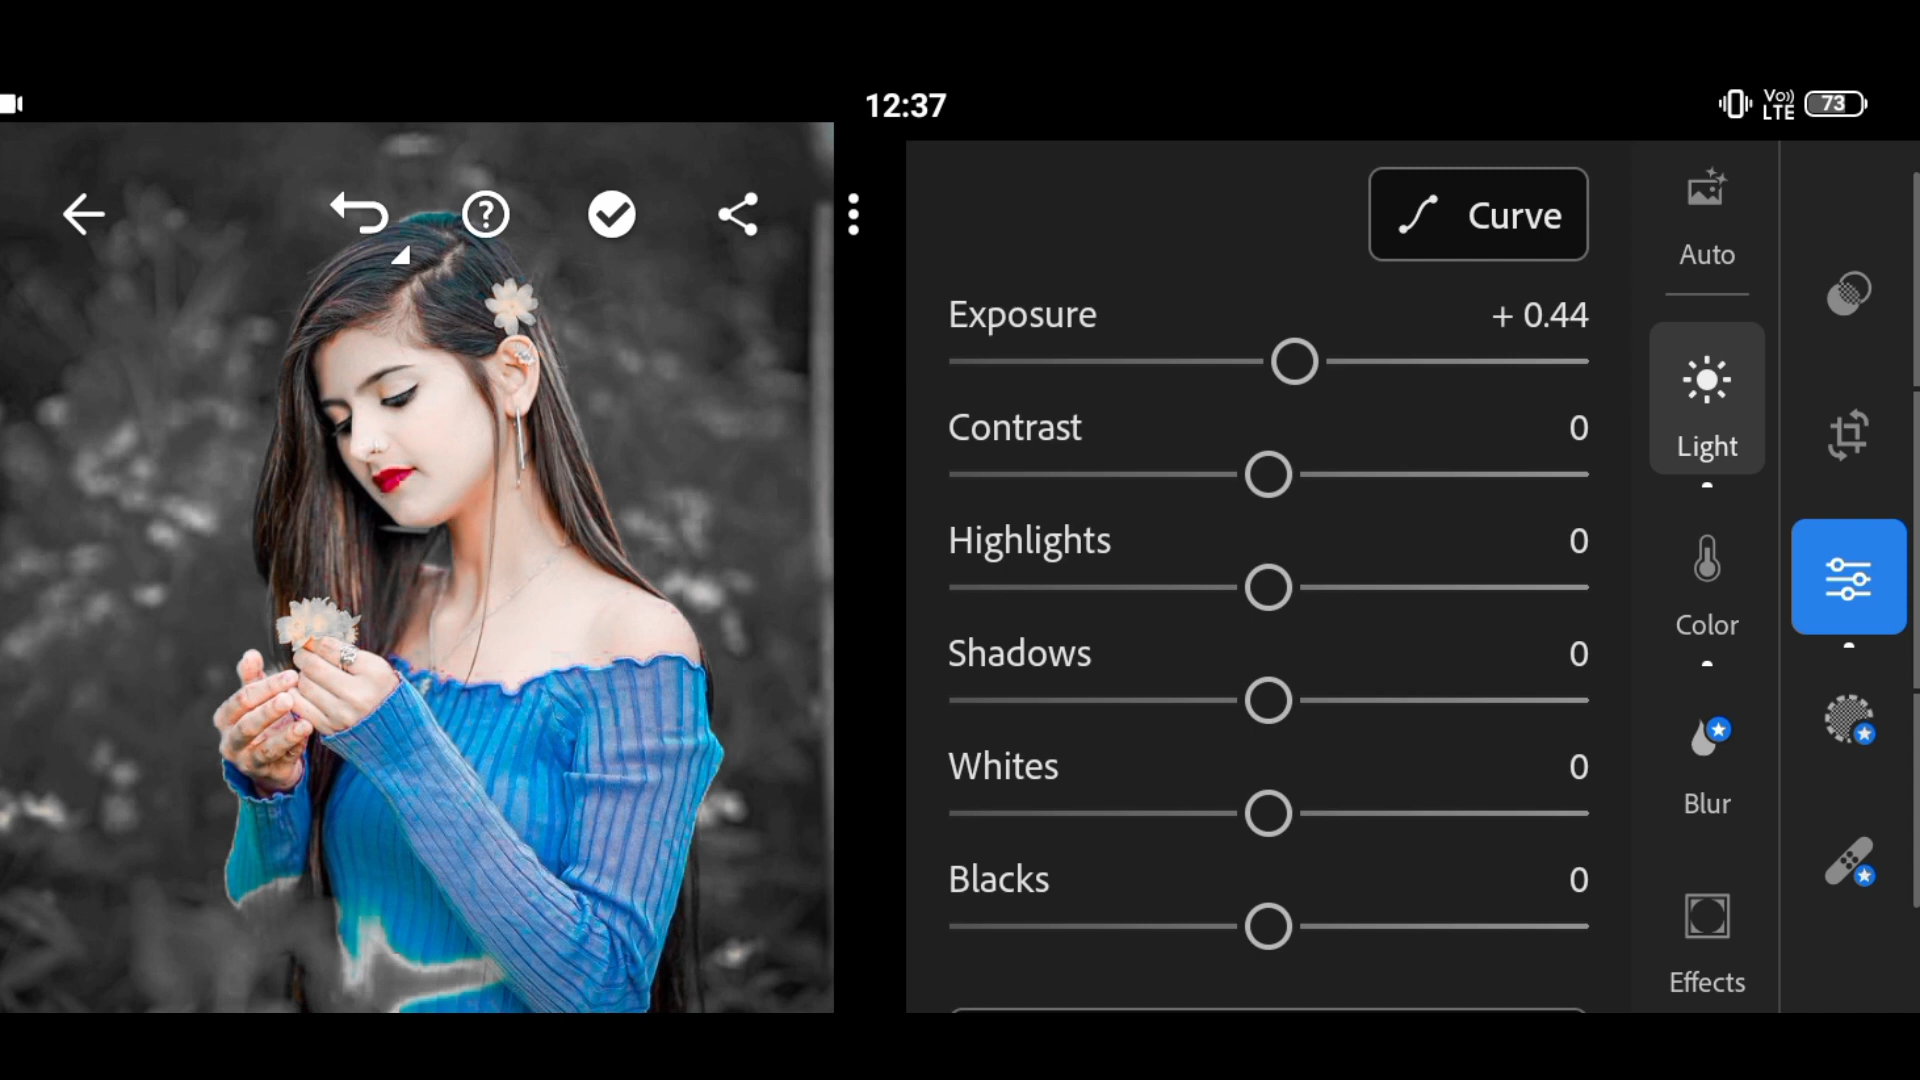 12:37
Vo))
LTE
73
Curve
Exposure + 0.44
Contrast 0
Highlights 0
Shadows 0
Whites 0
Blacks 0
Auto
Light
Color
Blur
Effects